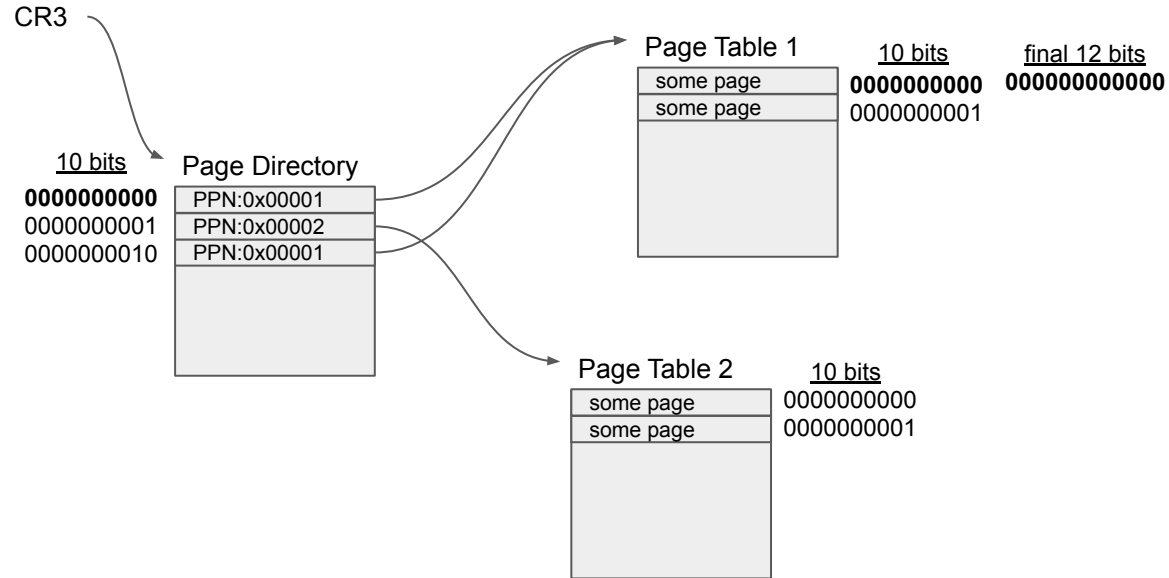 CR3
10 bits
0000000000
0000000001
0000000010
Page Directory
PPN:0x00001
PPN:0x00002
PPN:0x00001
Page Table 1
some page
some page
10 bits
0000000000
0000000001
final 12 bits
000000000000
Page Table 2
some page
some page
10 bits
0000000000
0000000001